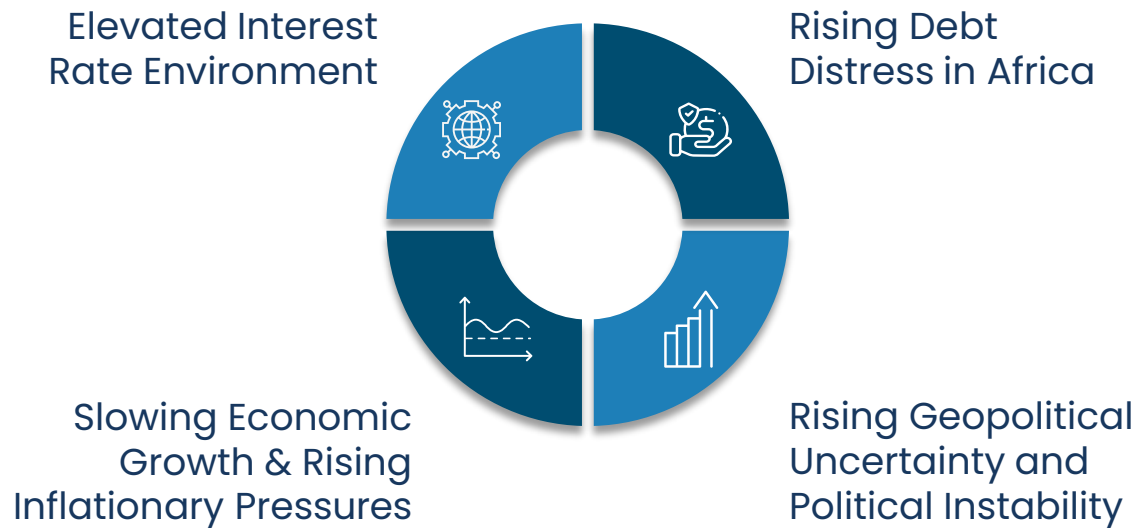 Elevated Interest
Rate Environment
Rising Debt
Distress in Africa
Slowing Economic
Growth & Rising
Inflationary Pressures
Rising Geopolitical
Uncertainty and
Political Instability